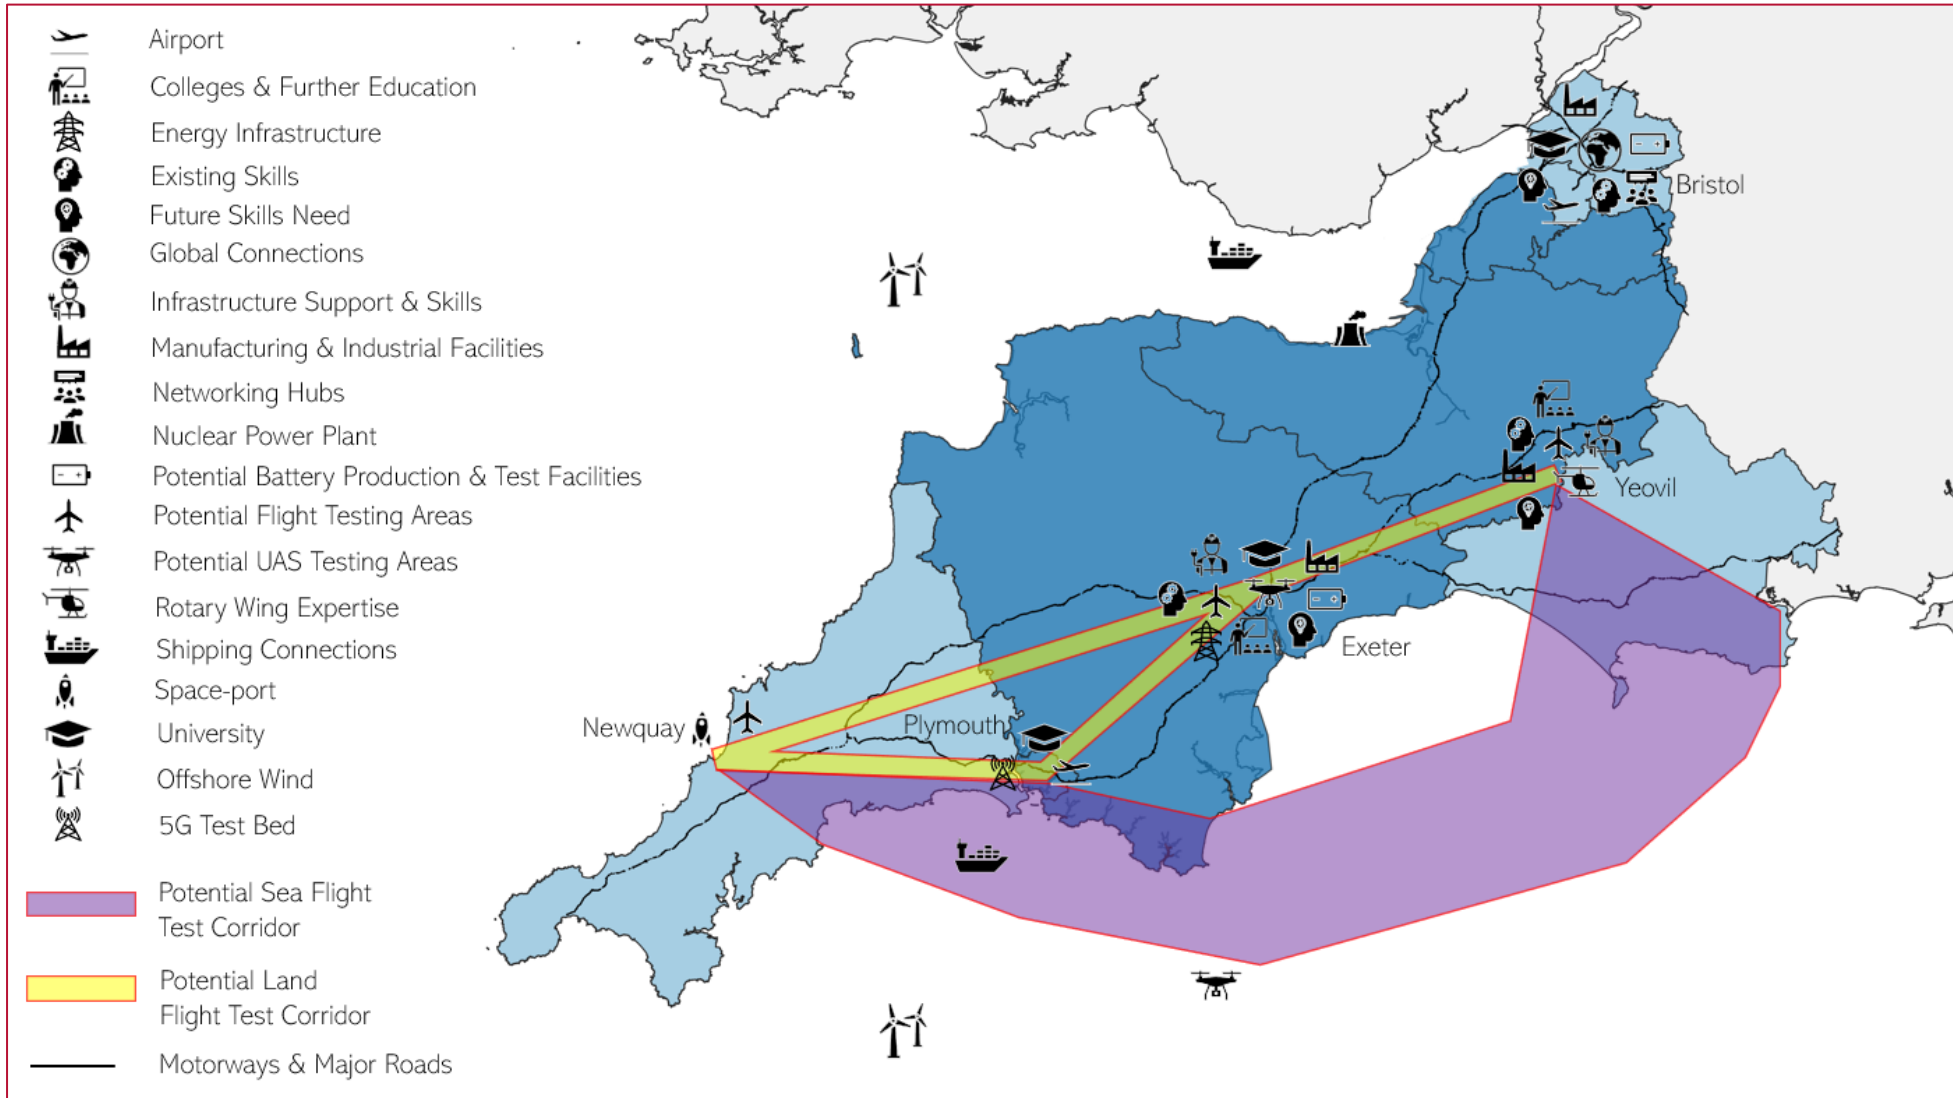 Airport
Colleges & Further Education
Energy Infrastructure
Existing Skills
Future Skills Need
Global Connections
Infrastructure Support & Skills
Manufacturing & Industrial Facilities
Networking Hubs
Nuclear Power Plant
Potential Battery Production & Test Facilities
Potential Flight Testing Areas
Potential UAS Testing Areas
Rotary Wing Expertise
Shipping Connections
Space-port
University
Offshore Wind
5G Test Bed
Potential Sea Flight
Test Corridor
Potential Land
Flight Test Corridor
Motorways & Major Roads
Bristol
Yeovil
Exeter
Plymouth
Newquay